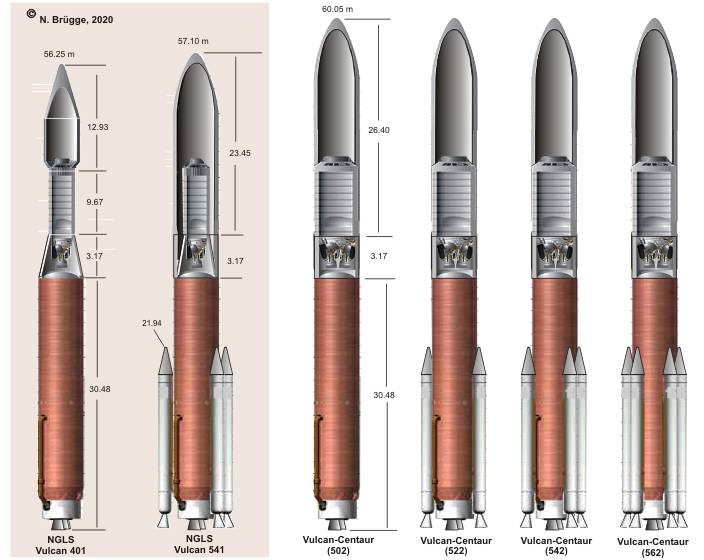 © N. Brügge, 2020
56.25 m
57.10 m
60.05 m
12.93
9.67
3.17
30.48
23.45
3.17
21.94
26.40
3.17
30.48
NGLS
Vulcan 401
NGLS
Vulcan 541
Vulcan-Centaur
(502)
Vulcan-Centaur
(522)
Vulcan-Centaur
(542)
Vulcan-Centaur
(562)